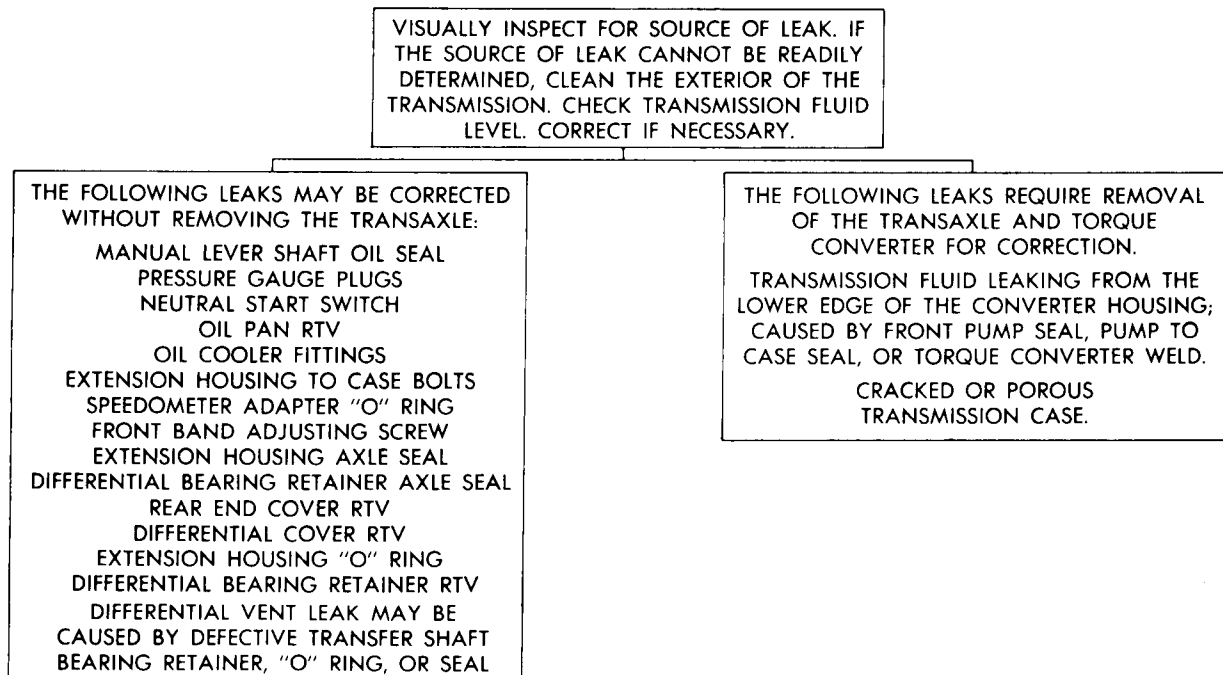 VISUALLY INSPECT FOR SOURCE OF LEAK. IF
THE SOURCE OF LEAK CANNOT BE READILY
DETERMINED, CLEAN THE EXTERIOR OF THE
TRANSMISSION. CHECK TRANSMISSION FLUID
LEVEL. CORRECT IF NECESSARY.
THE FOLLOWING LEAKS MAY BE CORRECTED
WITHOUT REMOVING THE TRANSAXLE:
MANUAL LEVER SHAFT OIL SEAL
PRESSURE GAUGE PLUGS
NEUTRAL START SWITCH
OIL PAN RTV
OIL COOLER FITTINGS
EXTENSION HOUSING TO CASE BOLTS
SPEEDOMETER ADAPTER "O" RING
FRONT BAND ADJUSTING SCREW
EXTENSION HOUSING AXLE SEAL
DIFFERENTIAL BEARING RETAINER AXLE SEAL
REAR END COVER RTV
DIFFERENTIAL COVER RTV
EXTENSION HOUSING "O" RING
DIFFERENTIAL BEARING RETAINER RTV
DIFFERENTIAL VENT LEAK MAY BE
CAUSED BY DEFECTIVE TRANSFER SHAFT
BEARING RETAINER, "O" RING, OR SEAL
THE FOLLOWING LEAKS REQUIRE REMOVAL
OF THE TRANSAXLE AND TORQUE
CONVERTER FOR CORRECTION.
TRANSMISSION FLUID LEAKING FROM THE
LOWER EDGE OF THE CONVERTER HOUSING;
CAUSED BY FRONT PUMP SEAL, PUMP TO
CASE SEAL, OR TORQUE CONVERTER WELD.
CRACKED OR POROUS
TRANSMISSION CASE.